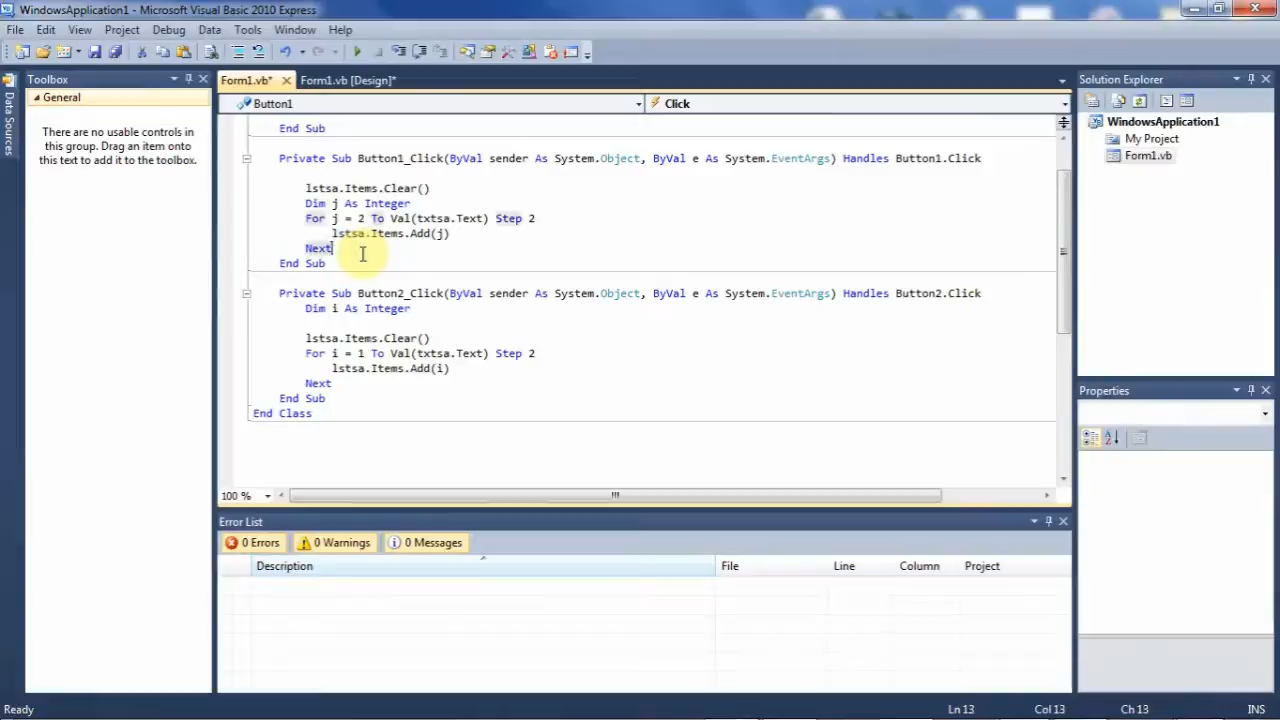 WindowsApplication1 - Microsoft Visual Basic 2010 Express
File Edit View Project Debug Data Tools Window Help
Toolbox
General
There are no usable controls in
this group. Drag an item onto
this text to add it to the toolbox.
Data Sources
Form1.vb* Form1.vb [Design]*
Button1 Click
End Sub
Private Sub Button1_Click(ByVal sender As System.Object, ByVal e As System.EventArgs) Handles Button1.Click
lstsa.Items.Clear()
Dim j As Integer
For j = 2 To Val(txtsa.Text) Step 2
lstsa.Items.Add(j)
Next
End Sub
Private Sub Button2_Click(ByVal sender As System.Object, ByVal e As System.EventArgs) Handles Button2.Click
Dim i As Integer
lstsa.Items.Clear()
For i = 1 To Val(txtsa.Text) Step 2
lstsa.Items.Add(i)
Next
End Sub
End Class
100 %
Error List
0 Errors 0 Warnings 0 Messages
Description File Line Column Project
Solution Explorer
WindowsApplication1
My Project
Form1.vb
Properties
Ready Ln 13 Col 13 Ch 13 INS